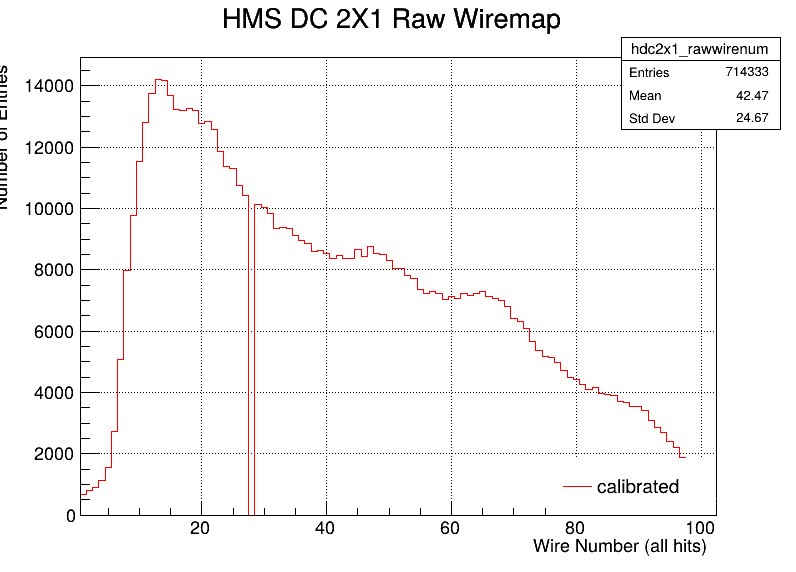 HMS DC 2X1 Raw Wiremap
hdc2x1_rawwirenum
Entries 714333
Mean 42.47
Std Dev 24.67
Number of Entries
14000
12000
10000
8000
6000
4000
2000
0
calibrated
20 40 60 80 100
Wire Number (all hits)